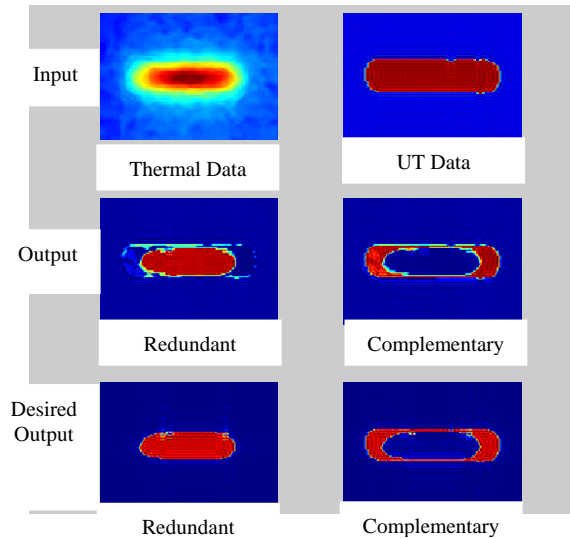 Input
Thermal Data
UT Data
Output
Redundant
Complementary
Desired
Output
Redundant
Complementary